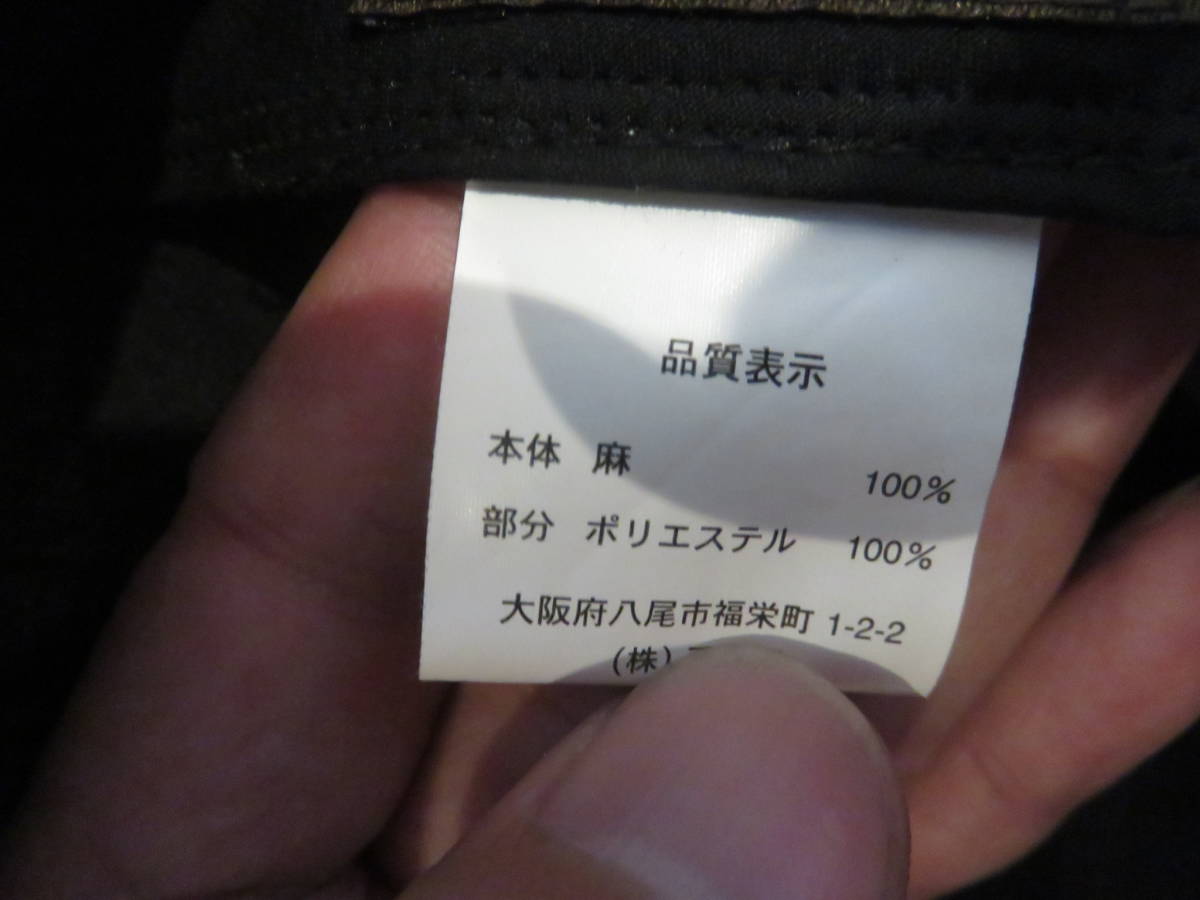 品質表示
本体 麻 100%
部分 ポリエステル 100%
大阪府八尾市福栄町 1-2-2
(株)